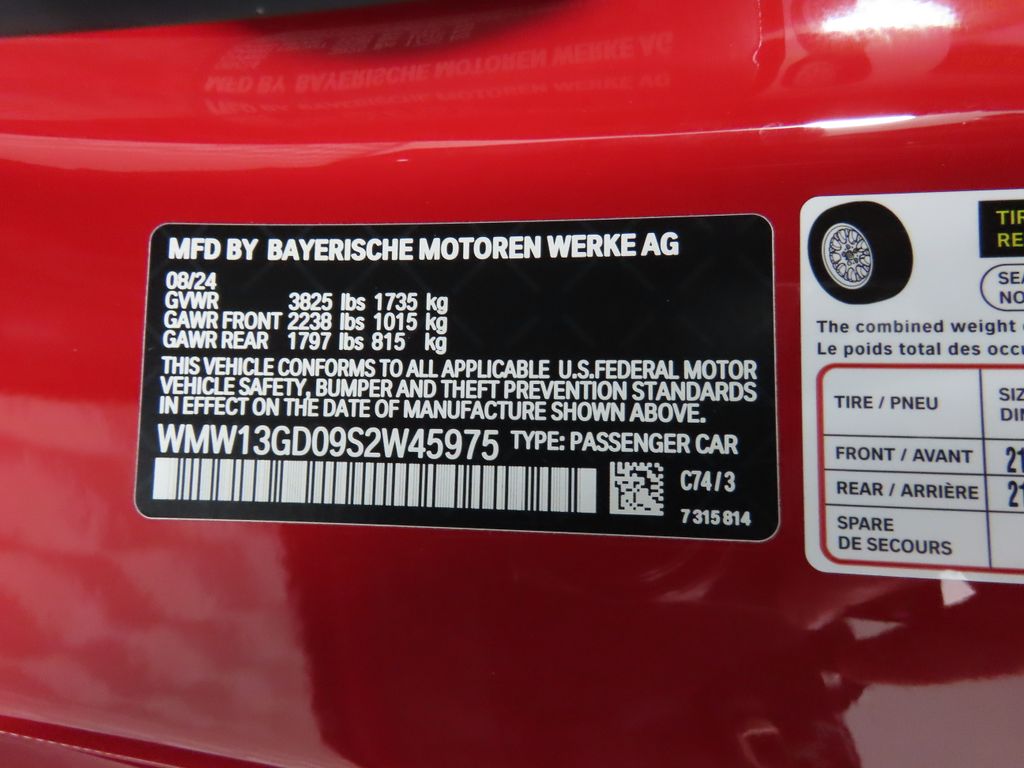 MFD BY BAYERISCHE MOTOREN WERKE AG
08/24
GVWR 3825 lbs 1735 kg
GAWR FRONT 2238 lbs 1015 kg
GAWR REAR 1797 lbs 815 kg
THIS VEHICLE CONFORMS TO ALL APPLICABLE U.S.FEDERAL MOTOR
VEHICLE SAFETY, BUMPER AND THEFT PREVENTION STANDARDS
IN EFFECT ON THE DATE OF MANUFACTURE SHOWN ABOVE.
WMW13GD09S2W45975 TYPE: PASSENGER CAR
C74/3
7315814
The combined weight
Le poids total des occu
TIRE / PNEU
FRONT / AVANT 21
REAR / ARRIÈRE 21
SPARE
DE SECOURS